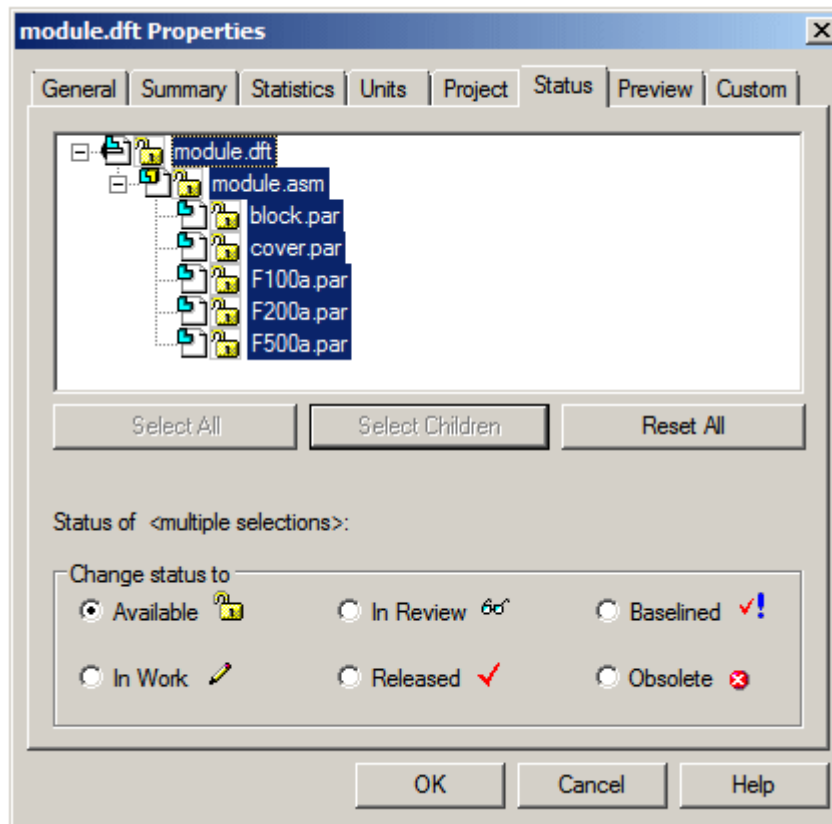 module.dft Properties
General Summary Statistics Units Project Status Preview Custom
module.dft
module.asm
block.par
cover.par
F100a.par
F200a.par
F500a.par
Select All Select Children Reset All
Status of <multiple selections>:
Change status to
Available In Review Baselined
In Work Released Obsolete
OK Cancel Help